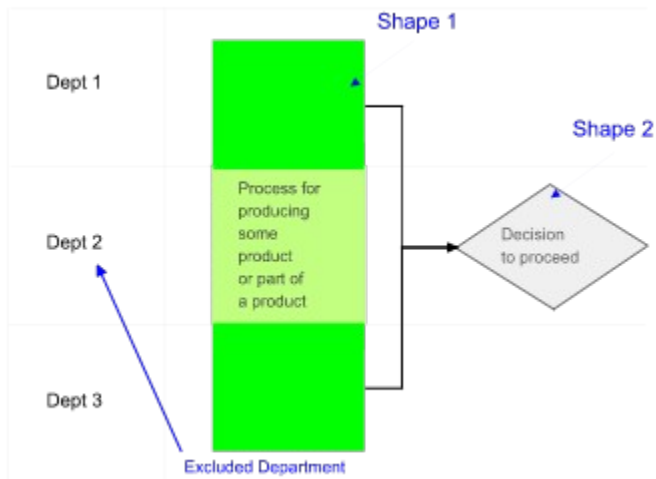 Shape 1
Dept 1
Shape 2
Process for
producing
some
product
or part of
a product
Dept 2
Decision
to proceed
Dept 3
Excluded Department